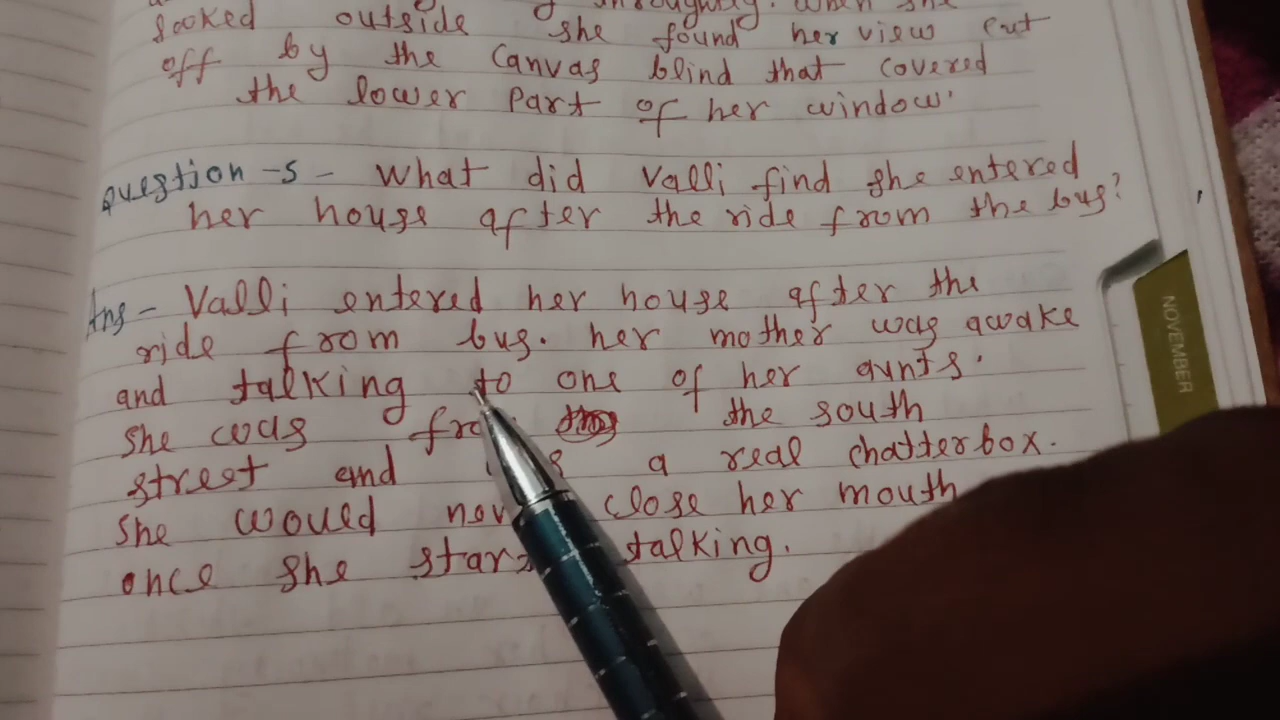 looked outside she found her view cut
off by the canvas blind that covered
the lower part of her window.
question -5 - What did Valli find she entered
her house after the ride from the bus?
Ans - Valli entered her house after the
ride from bus. her mother was awake
and talking to one of her aunts.
she was the south
street and a real chatterbox.
She would close her mouth
once she talking.
NOVEMBER